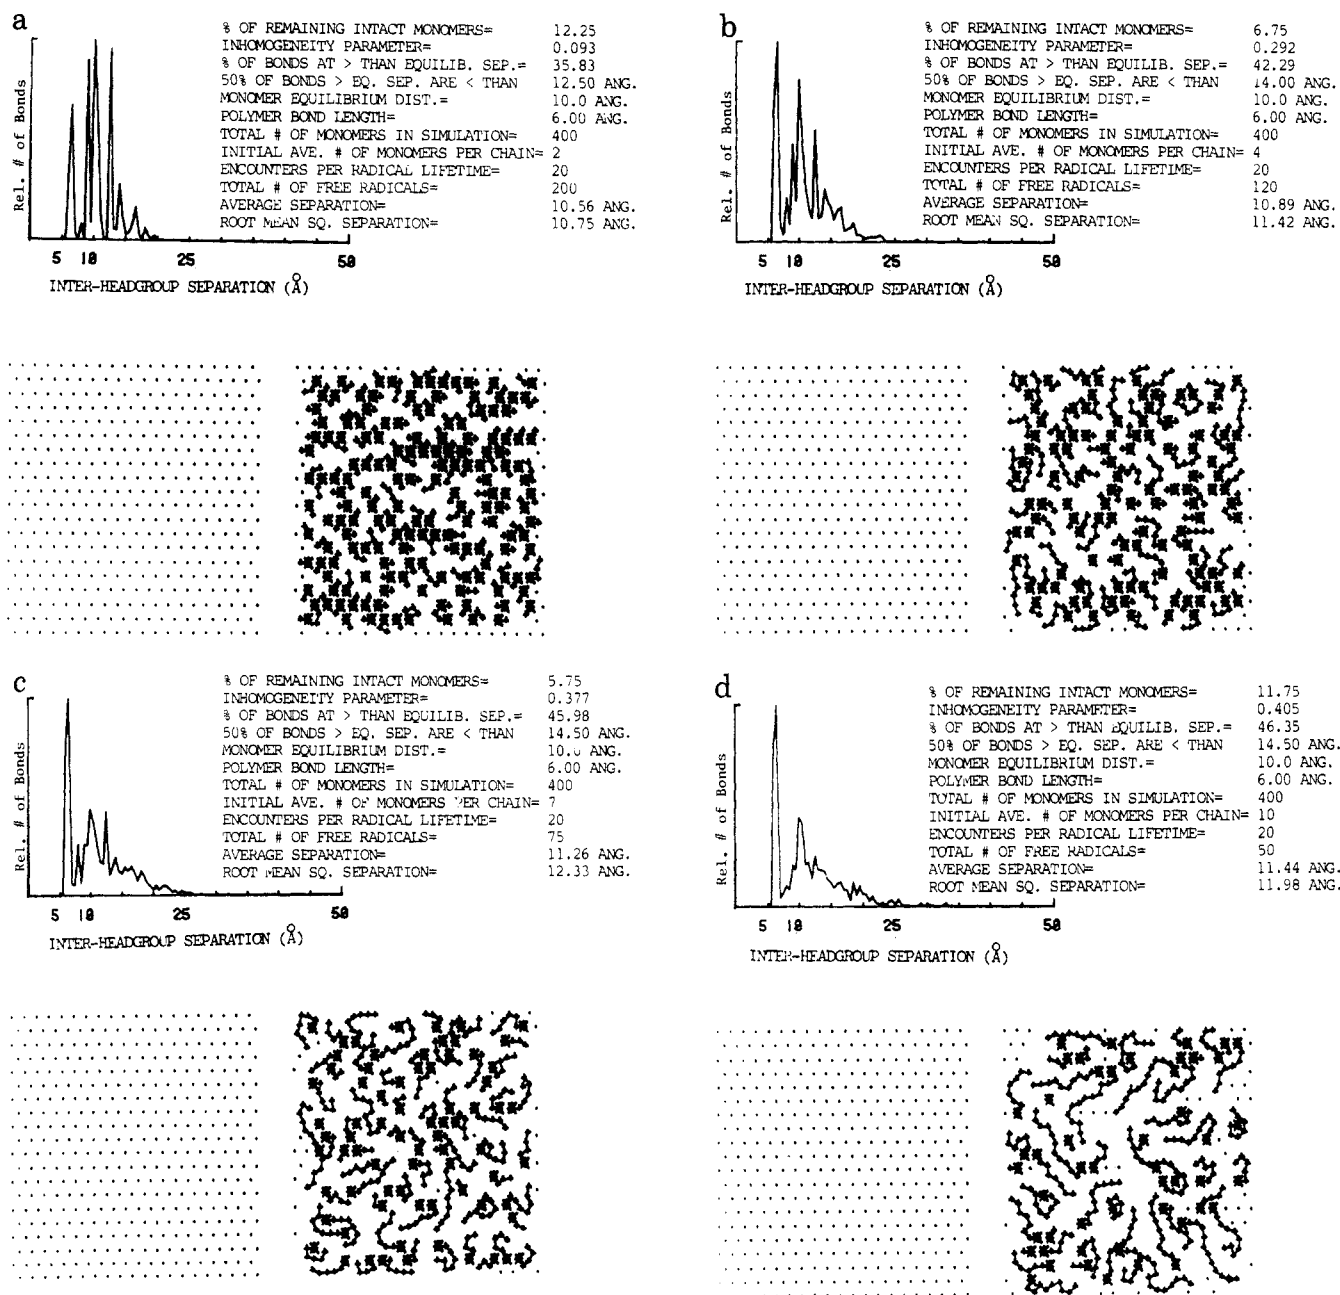 a
% OF REMAINING INTACT MONOMERS= 12.25
INHOMOGENEITY PARAMETER= 0.093
% OF BONDS AT > THAN EQUILIB. SEP.= 35.83
50% OF BONDS > EQ. SEP. ARE < THAN 12.50 ANG.
MONOMER EQUILIBRIUM DIST.= 10.0 ANG.
POLYMER BOND LENGTH= 6.00 ANG.
TOTAL # OF MONOMERS IN SIMULATION= 400
INITIAL AVE. # OF MONOMERS PER CHAIN= 2
ENCOUNTERS PER RADICAL LIFETIME= 20
TOTAL # OF FREE RADICALS= 200
AVERAGE SEPARATION= 10.56 ANG.
ROOT MEAN SQ. SEPARATION= 10.75 ANG.
Rel. # of Bonds
5 10 25 50
INTER-HEADGROUP SEPARATION (Å)
b
% OF REMAINING INTACT MONOMERS= 6.75
INHOMOGENEITY PARAMETER= 0.292
% OF BONDS AT > THAN EQUILIB. SEP.= 42.29
50% OF BONDS > EQ. SEP. ARE < THAN 14.00 ANG.
MONOMER EQUILIBRIUM DIST.= 10.0 ANG.
POLYMER BOND LENGTH= 6.00 ANG.
TOTAL # OF MONOMERS IN SIMULATION= 400
INITIAL AVE. # OF MONOMERS PER CHAIN= 4
ENCOUNTERS PER RADICAL LIFETIME= 20
TOTAL # OF FREE RADICALS= 120
AVERAGE SEPARATION= 10.89 ANG.
ROOT MEAN SQ. SEPARATION= 11.42 ANG.
Rel. # of Bonds
5 10 25 50
INTER-HEADGROUP SEPARATION (Å)
c
% OF REMAINING INTACT MONOMERS= 5.75
INHOMOGENEITY PARAMETER= 0.377
% OF BONDS AT > THAN EQUILIB. SEP.= 45.98
50% OF BONDS > EQ. SEP. ARE < THAN 14.50 ANG.
MONOMER EQUILIBRIUM DIST.= 10.0 ANG.
POLYMER BOND LENGTH= 6.00 ANG.
TOTAL # OF MONOMERS IN SIMULATION= 400
INITIAL AVE. # OF MONOMERS PER CHAIN= 7
ENCOUNTERS PER RADICAL LIFETIME= 20
TOTAL # OF FREE RADICALS= 75
AVERAGE SEPARATION= 11.26 ANG.
ROOT MEAN SQ. SEPARATION= 12.33 ANG.
Rel. # of Bonds
5 10 25 50
INTER-HEADGROUP SEPARATION (Å)
d
% OF REMAINING INTACT MONOMERS= 11.75
INHOMOGENEITY PARAMETER= 0.405
% OF BONDS AT > THAN EQUILIB. SEP.= 46.35
50% OF BONDS > EQ. SEP. ARE < THAN 14.50 ANG.
MONOMER EQUILIBRIUM DIST.= 10.0 ANG.
POLYMER BOND LENGTH= 6.00 ANG.
TOTAL # OF MONOMERS IN SIMULATION= 400
INITIAL AVE. # OF MONOMERS PER CHAIN= 10
ENCOUNTERS PER RADICAL LIFETIME= 20
TOTAL # OF FREE RADICALS= 50
AVERAGE SEPARATION= 11.44 ANG.
ROOT MEAN SQ. SEPARATION= 11.98 ANG.
Rel. # of Bonds
5 10 25 50
INTER-HEADGROUP SEPARATION (Å)